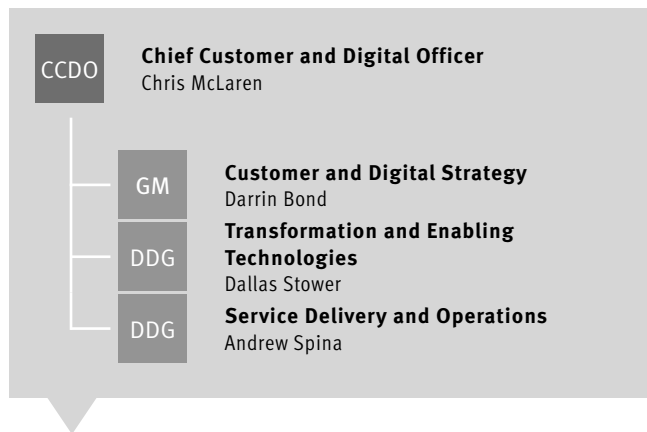 CCDO
Chief Customer and Digital Officer
Chris McLaren
GM
Customer and Digital Strategy
Darrin Bond
DDG
Transformation and Enabling
Technologies
Dallas Stower
DDG
Service Delivery and Operations
Andrew Spina